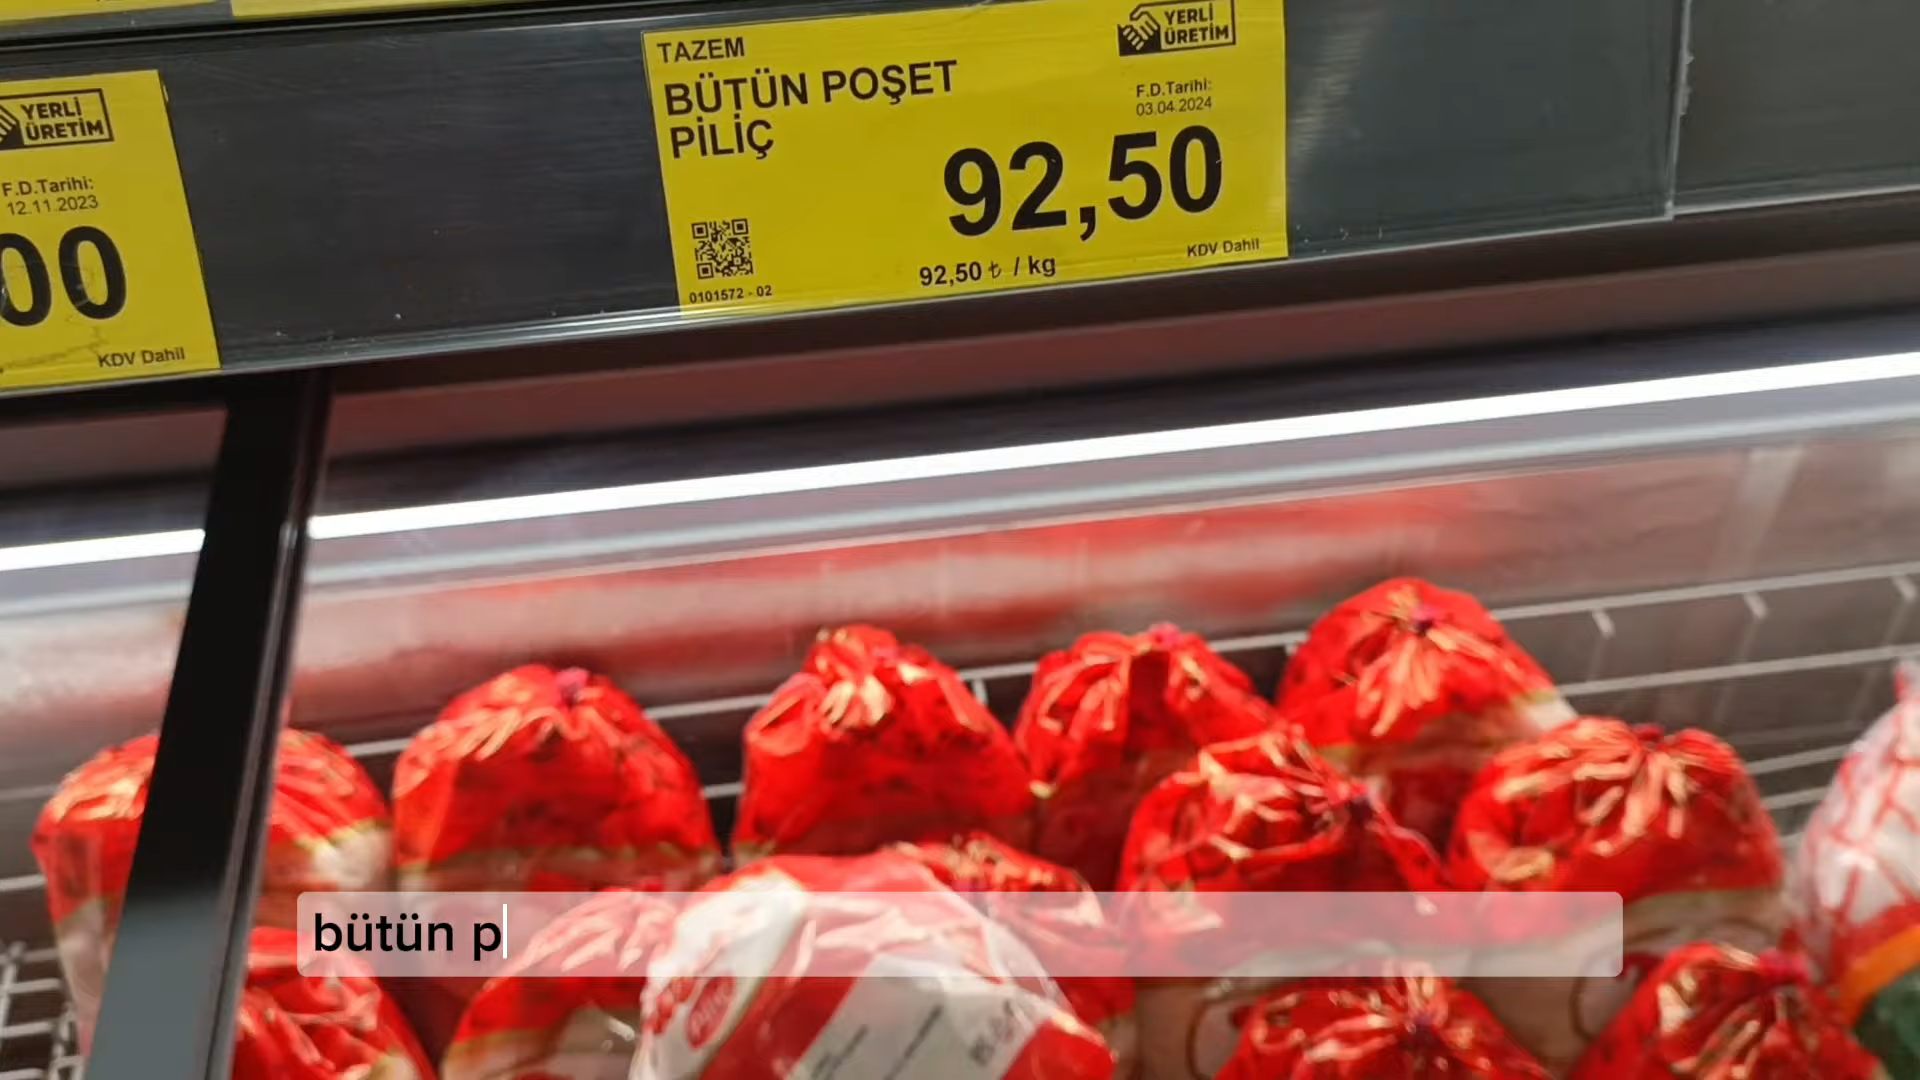 YERLİ
ÜRETİM
F.D.Tarihi:
12.11.2023
00
KDV Dahil
TAZEM
BÜTÜN POŞET
PİLİÇ
YERLİ
ÜRETİM
F.D.Tarihi:
03.04.2024
92,50
92,50 ₺ / kg
KDV Dahil
0101572 - 02
bütün p